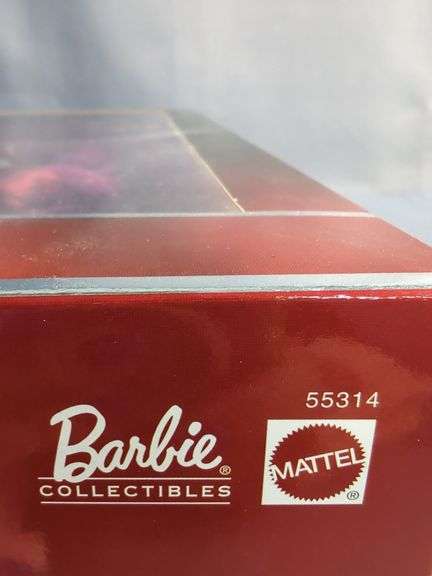 55314
Barbie®
COLLECTIBLES
MATTEL
®